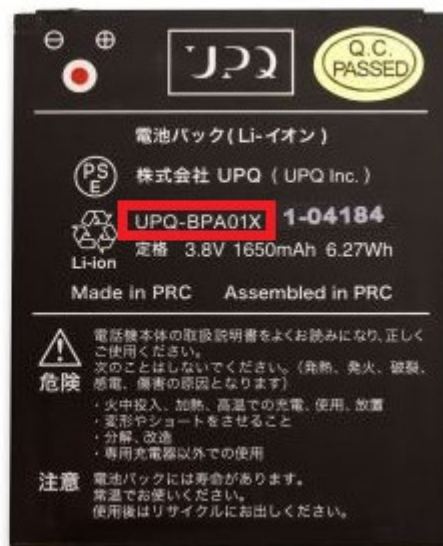 ⊖ ⊕
UPQ
Q.C.
PASSED
電池パック(Li-イオン)
PS
E
株式会社 UPQ ( UPQ Inc. )
UPQ-BPA01X 1-04184
Li-ion
定格 3.8V 1650mAh 6.27Wh
Made in PRC Assembled in PRC
危険
電話機本体の取扱説明書をよくお読みになり、正しく
ご使用ください。
次のことはしないでください。(発熱、発火、破裂、
感電、傷害の原因となります)
・火中投入、加熱、高温での充電、使用、放置
・変形やショートをさせること
・分解、改造
・専用充電器以外での使用
注意 電池パックには寿命があります。
常温でお使いください。
使用後はリサイクルにお出しください。